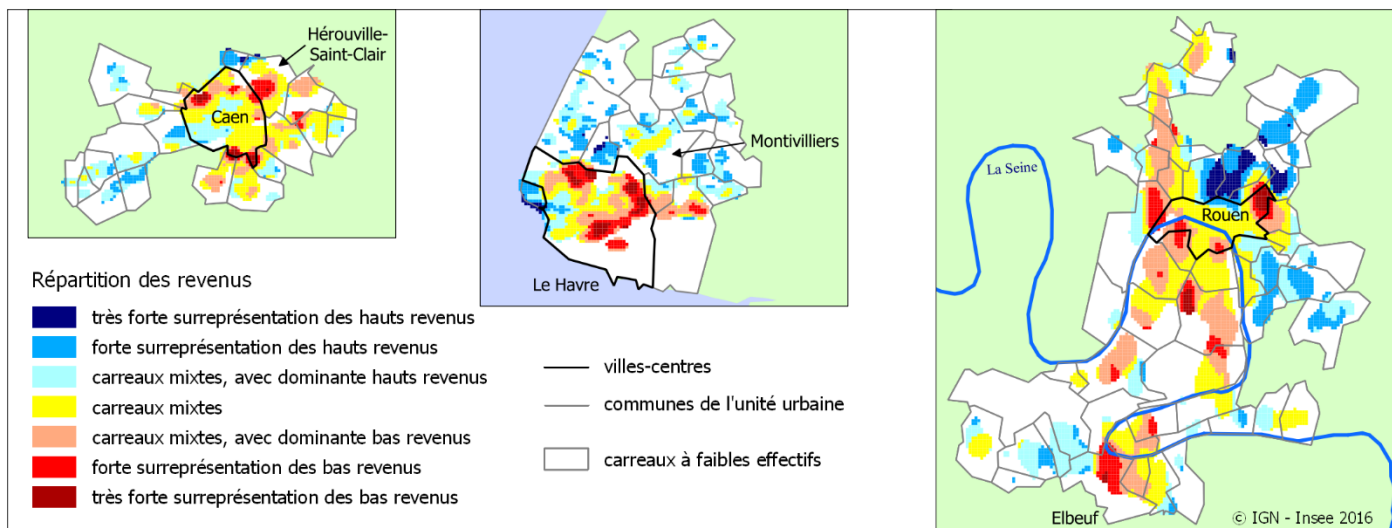 Hérouville-
Saint-Clair
Caen
Montivilliers
Le Havre
La Seine
Rouen
Elbeuf
© IGN - Insee 2016
Répartition des revenus
très forte surreprésentation des hauts revenus
forte surreprésentation des hauts revenus
carreaux mixtes, avec dominante hauts revenus
carreaux mixtes
carreaux mixtes, avec dominante bas revenus
forte surreprésentation des bas revenus
très forte surreprésentation des bas revenus
villes-centres
communes de l'unité urbaine
carreaux à faibles effectifs